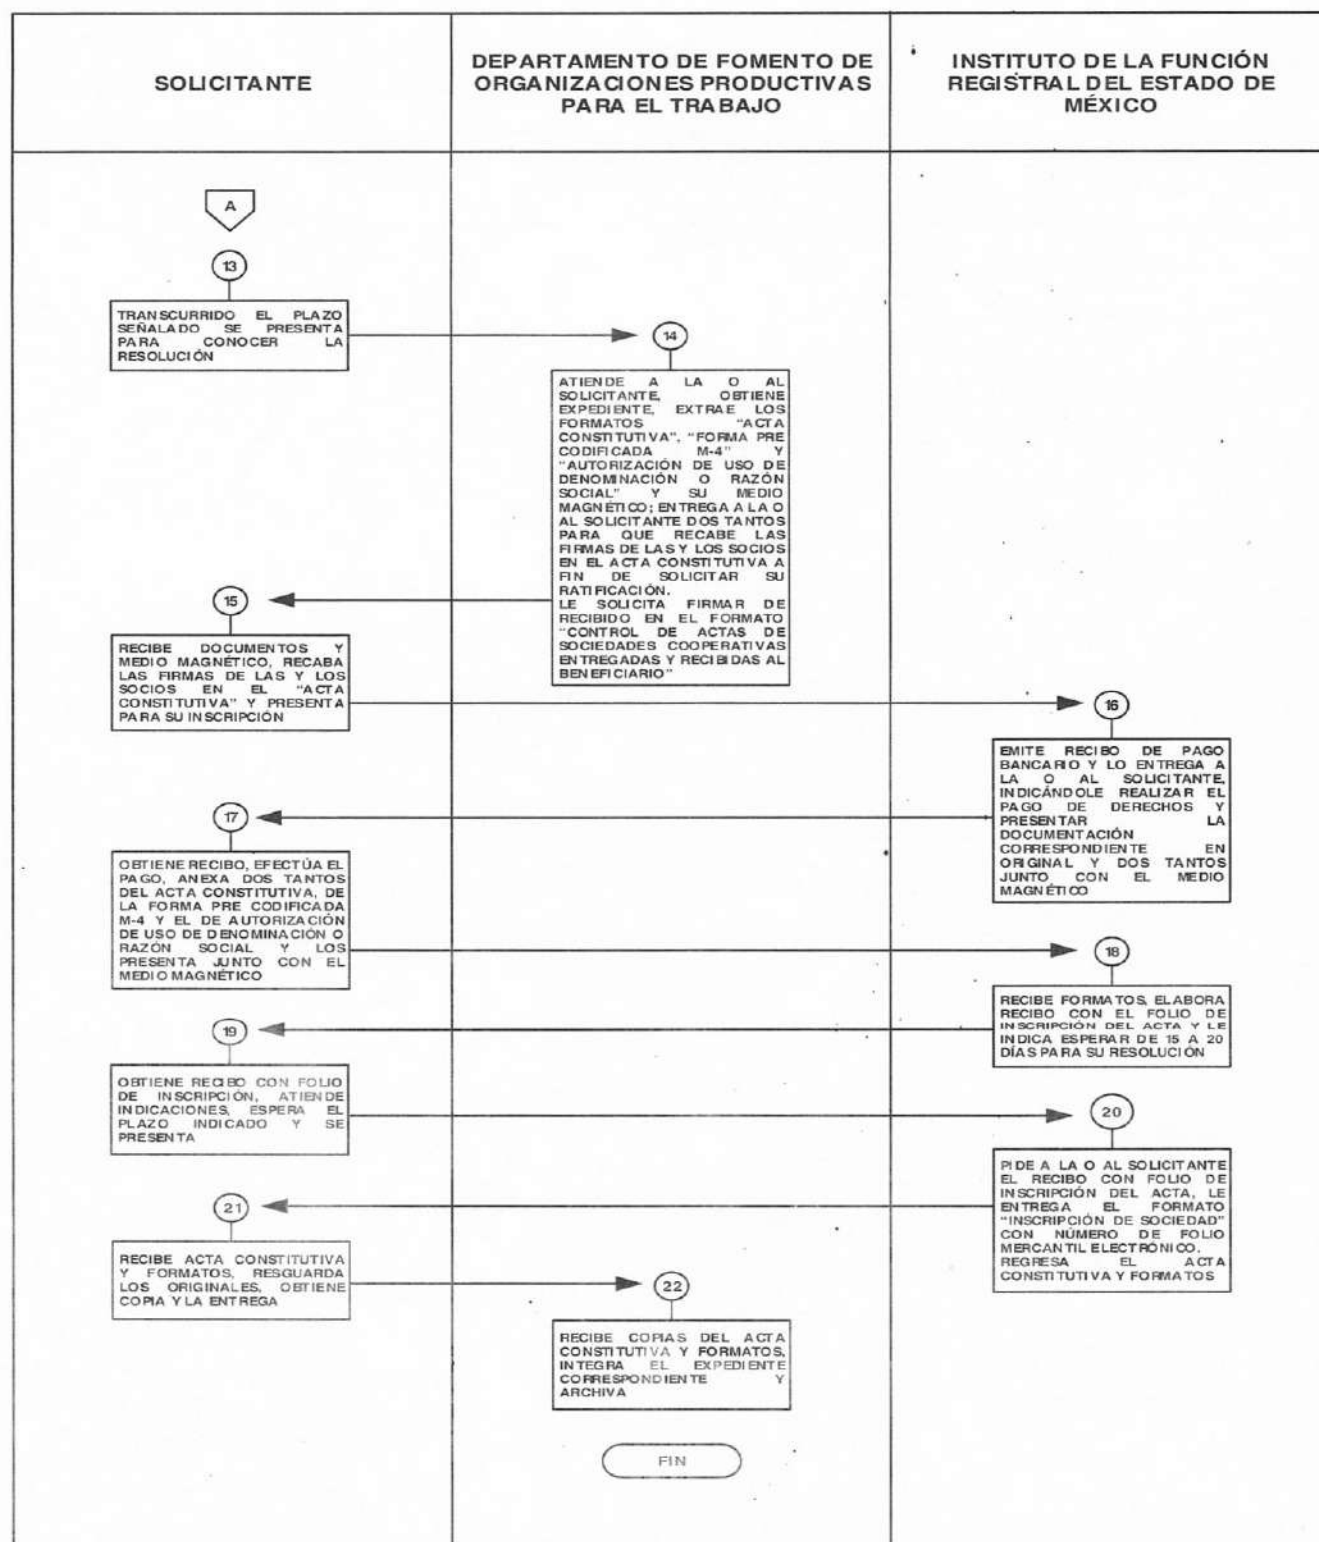 SOLICITANTE
DEPARTAMENTO DE FOMENTO DE
ORGANIZACIONES PRODUCTIVAS
PARA EL TRABAJO
INSTITUTO DE LA FUNCIÓN
REGISTRAL DEL ESTADO DE
MÉXICO
A
13
TRANSCURRIDO EL PLAZO
SEÑALADO SE PRESENTA
PARA CONOCER LA
RESOLUCIÓN
14
ATIENDE A LA O AL
SOLICITANTE, OBTIENE
EXPEDIENTE, EXTRAE LOS
FORMATOS "ACTA
CONSTITUTIVA", "FORMA PRE
CODIFICADA M-4" Y
"AUTORIZACIÓN DE USO DE
DENOMINACIÓN O RAZÓN
SOCIAL" Y SU MEDIO
MAGNÉTICO; ENTREGA A LA O
AL SOLICITANTE DOS TANTOS
PARA QUE RECABE LAS
FIRMAS DE LAS Y LOS SOCIOS
EN EL ACTA CONSTITUTIVA A
FIN DE SOLICITAR SU
RATIFICACIÓN.
LE SOLICITA FIRMAR DE
RECIBIDO EN EL FORMATO
"CONTROL DE ACTAS DE
SOCIEDADES COOPERATIVAS
ENTREGADAS Y RECIBIDAS AL
BENEFICIARIO"
15
RECIBE DOCUMENTOS Y
MEDIO MAGNÉTICO, RECABA
LAS FIRMAS DE LAS Y LOS
SOCIOS EN EL "ACTA
CONSTITUTIVA" Y PRESENTA
PARA SU INSCRIPCIÓN
16
EMITE RECIBO DE PAGO
BANCARIO Y LO ENTREGA A
LA O AL SOLICITANTE,
INDICÁNDOLE REALIZAR EL
PAGO DE DERECHOS Y
PRESENTAR LA
DOCUMENTACIÓN
CORRESPONDIENTE EN
ORIGINAL Y DOS TANTOS
JUNTO CON EL MEDIO
MAGNÉTICO
17
OBTIENE RECIBO, EFECTÚA EL
PAGO, ANEXA DOS TANTOS
DEL ACTA CONSTITUTIVA, DE
LA FORMA PRE CODIFICADA
M-4 Y EL DE AUTORIZACIÓN
DE USO DE DENOMINACIÓN O
RAZÓN SOCIAL Y LOS
PRESENTA JUNTO CON EL
MEDIO MAGNÉTICO
18
RECIBE FORMATOS, ELABORA
RECIBO CON EL FOLIO DE
INSCRIPCIÓN DEL ACTA Y LE
INDICA ESPERAR DE 15 A 20
DÍAS PARA SU RESOLUCIÓN
19
OBTIENE RECIBO CON FOLIO
DE INSCRIPCIÓN, ATIENDE
INDICACIONES, ESPERA EL
PLAZO INDICADO Y SE
PRESENTA
20
PIDE A LA O AL SOLICITANTE
EL RECIBO CON FOLIO DE
INSCRIPCIÓN DEL ACTA, LE
ENTREGA EL FORMATO
"INSCRIPCIÓN DE SOCIEDAD"
CON NÚMERO DE FOLIO
MERCANTIL ELECTRÓNICO.
REGRESA EL ACTA
CONSTITUTIVA Y FORMATOS
21
RECIBE ACTA CONSTITUTIVA
Y FORMATOS, RESGUARDA
LOS ORIGINALES, OBTIENE
COPIA Y LA ENTREGA
22
RECIBE COPIAS DEL ACTA
CONSTITUTIVA Y FORMATOS,
INTEGRA EL EXPEDIENTE
CORRESPONDIENTE Y
ARCHIVA
FIN